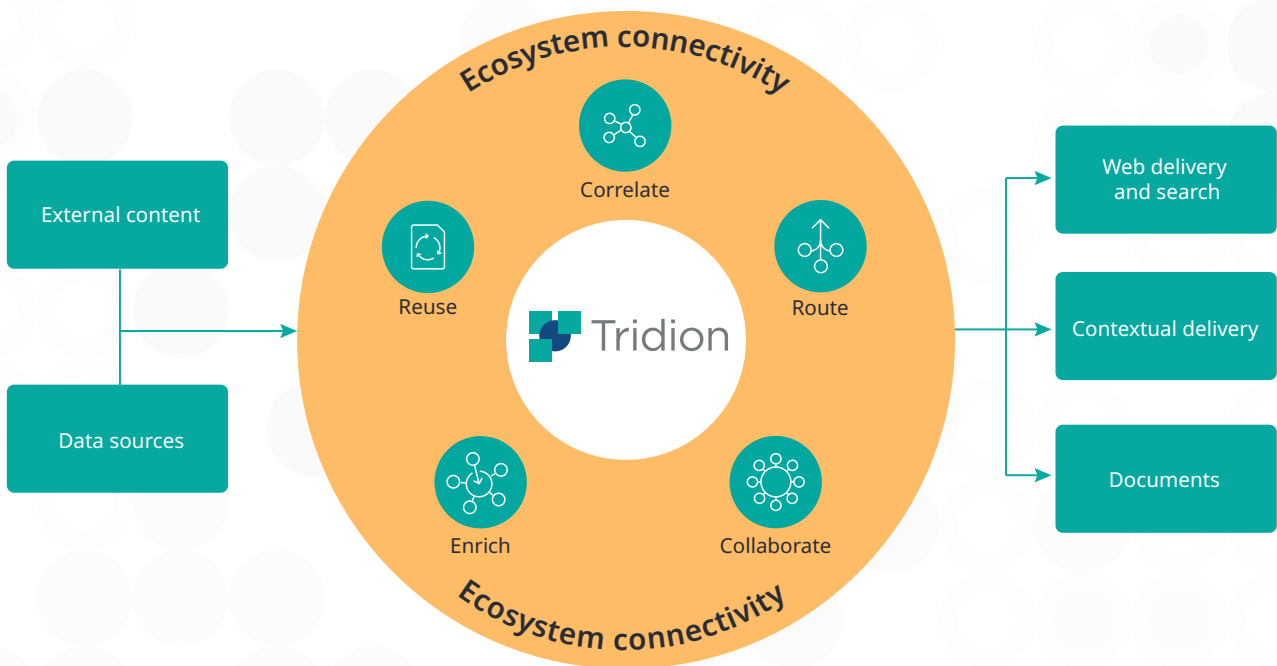 Ecosystem connectivity
External content
Data sources
Correlate
Reuse
Route
Tridion
Enrich
Collaborate
Ecosystem connectivity
Web delivery
and search
Contextual delivery
Documents